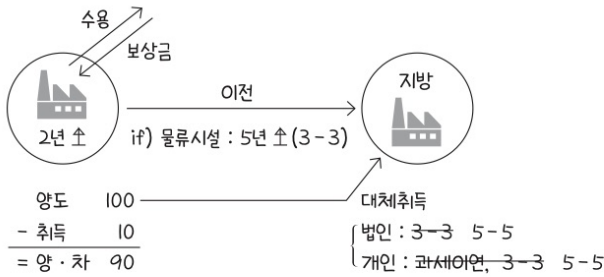 수용
보상금
2년 ↑
이전
if) 물류시설 : 5년 ↑ (3-3)
지방
양도 100
- 취득 10
= 양·차 90
대체취득
법인 : 3-3 5-5
개인 : 과세이연, 3-3 5-5